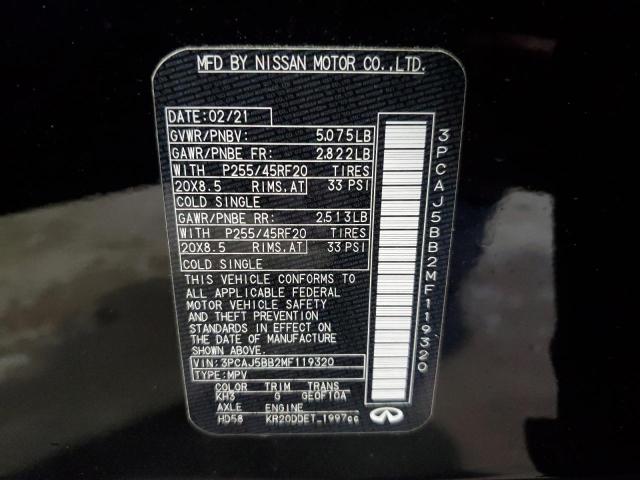 MFD BY NISSAN MOTOR CO.,LTD.
DATE: 02/21
GVWR/PNBV: 5,075LB
GAWR/PNBE FR: 2,822LB
WITH P255/45RF20 TIRES
20X8.5 RIMS,AT 33 PSI
COLD SINGLE
GAWR/PNBE RR: 2,513LB
WITH P255/45RF20 TIRES
20X8.5 RIMS,AT 33 PSI
COLD SINGLE
THIS VEHICLE CONFORMS TO
ALL APPLICABLE FEDERAL
MOTOR VEHICLE SAFETY
AND THEFT PREVENTION
STANDARDS IN EFFECT ON
THE DATE OF MANUFACTURE
SHOWN ABOVE.
VIN: 3PCAJ5BB2MF119320
TYPE: MPV
COLOR TRIM TRANS
KH3 G GE0F10A
AXLE ENGINE
HD58 KR20DDET_1997cc
3PCAJ5BB2MF119320